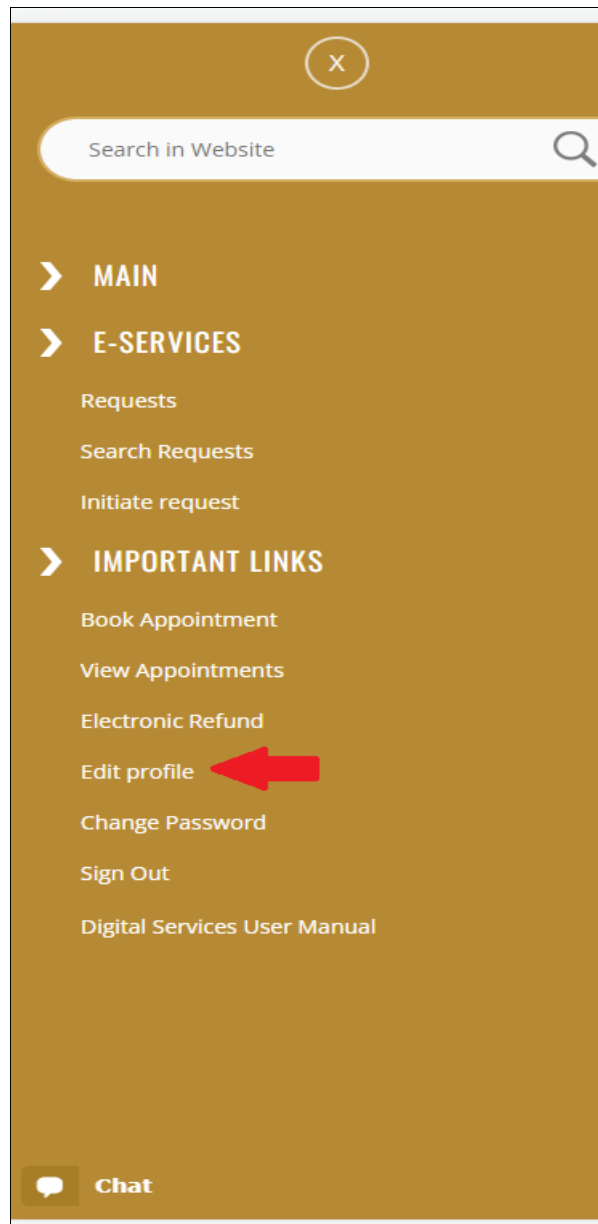 X
Search in Website
MAIN
E-SERVICES
Requests
Search Requests
Initiate request
IMPORTANT LINKS
Book Appointment
View Appointments
Electronic Refund
Edit profile
Change Password
Sign Out
Digital Services User Manual
Chat